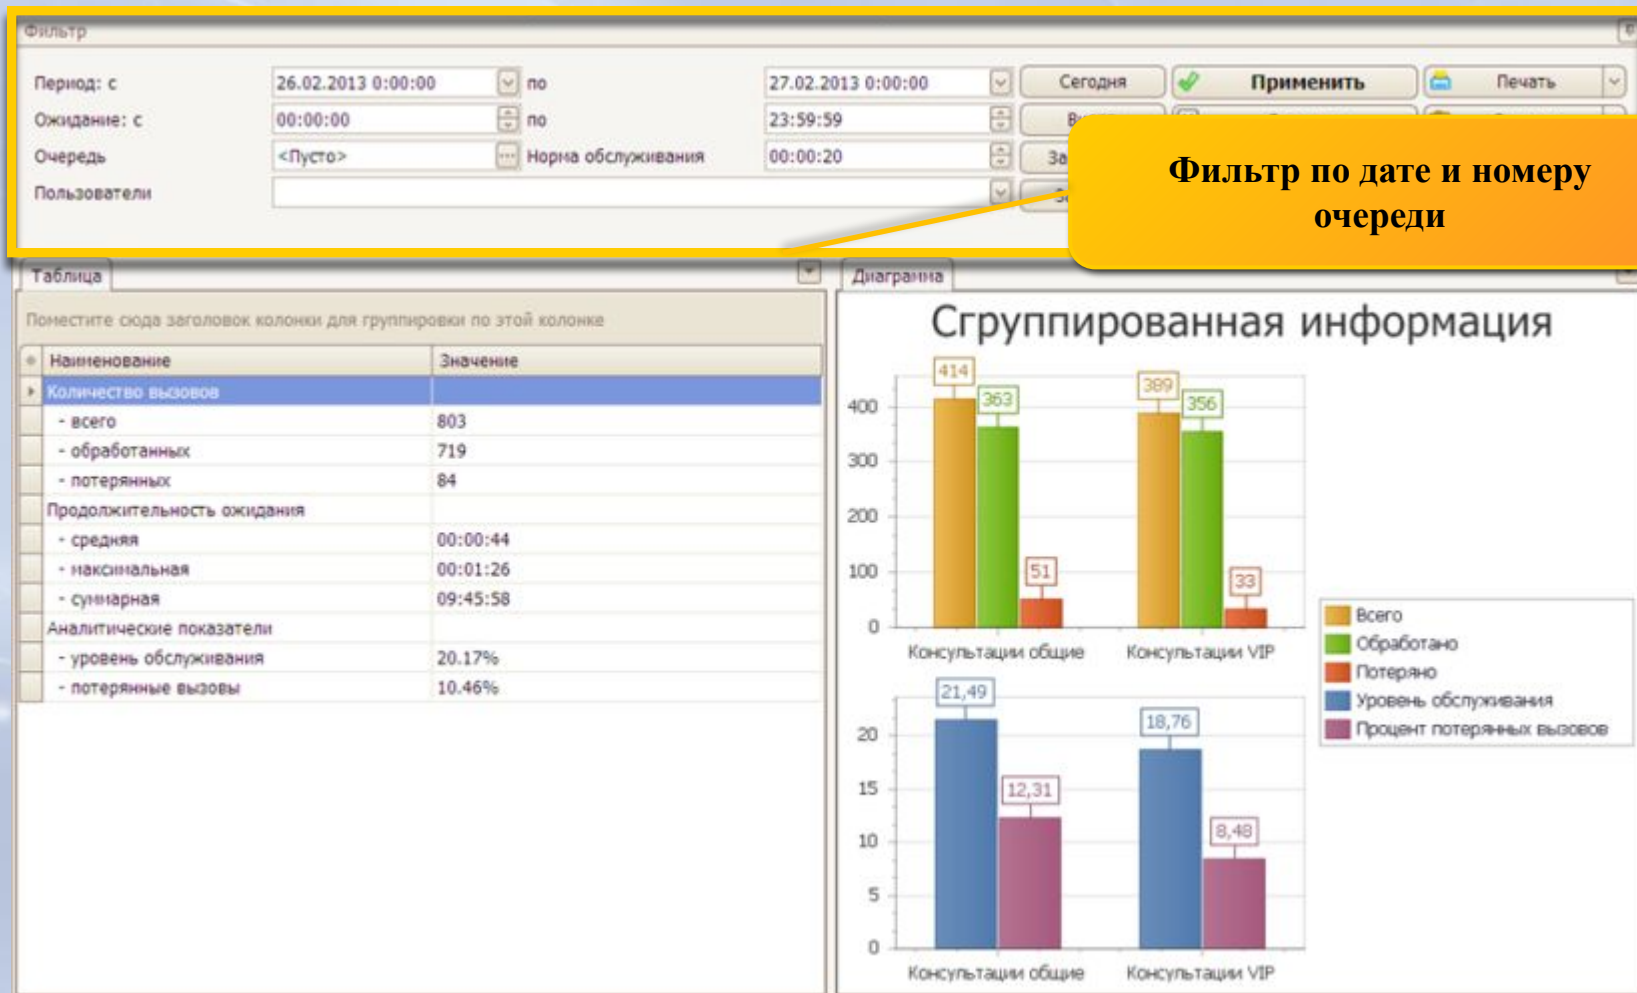 Фильтр
Период: с 26.02.2013 0:00:00 по 27.02.2013 0:00:00 Сегодня Применить Печать
Ожидание: с 00:00:00 по 23:59:59
Очередь <Пусто> Норма обслуживания 00:00:20
Пользователи
Фильтр по дате и номеру
очереди
Таблица
Поместите сюда заголовок колонки для группировки по этой колонке
Наименование Значение
Количество вызовов
- всего 803
- обработанных 719
- потерянных 84
Продолжительность ожидания
- средняя 00:00:44
- максимальная 00:01:26
- суммарная 09:45:58
Аналитические показатели
- уровень обслуживания 20.17%
- потерянные вызовы 10.46%
Диаграмма
Сгруппированная информация
414 363 51 389 356 33
400
300
200
100
0
Консультации общие Консультации VIP
21,49 12,31 18,76 8,48
20
15
10
5
0
Консультации общие Консультации VIP
Всего
Обработано
Потеряно
Уровень обслуживания
Процент потерянных вызовов